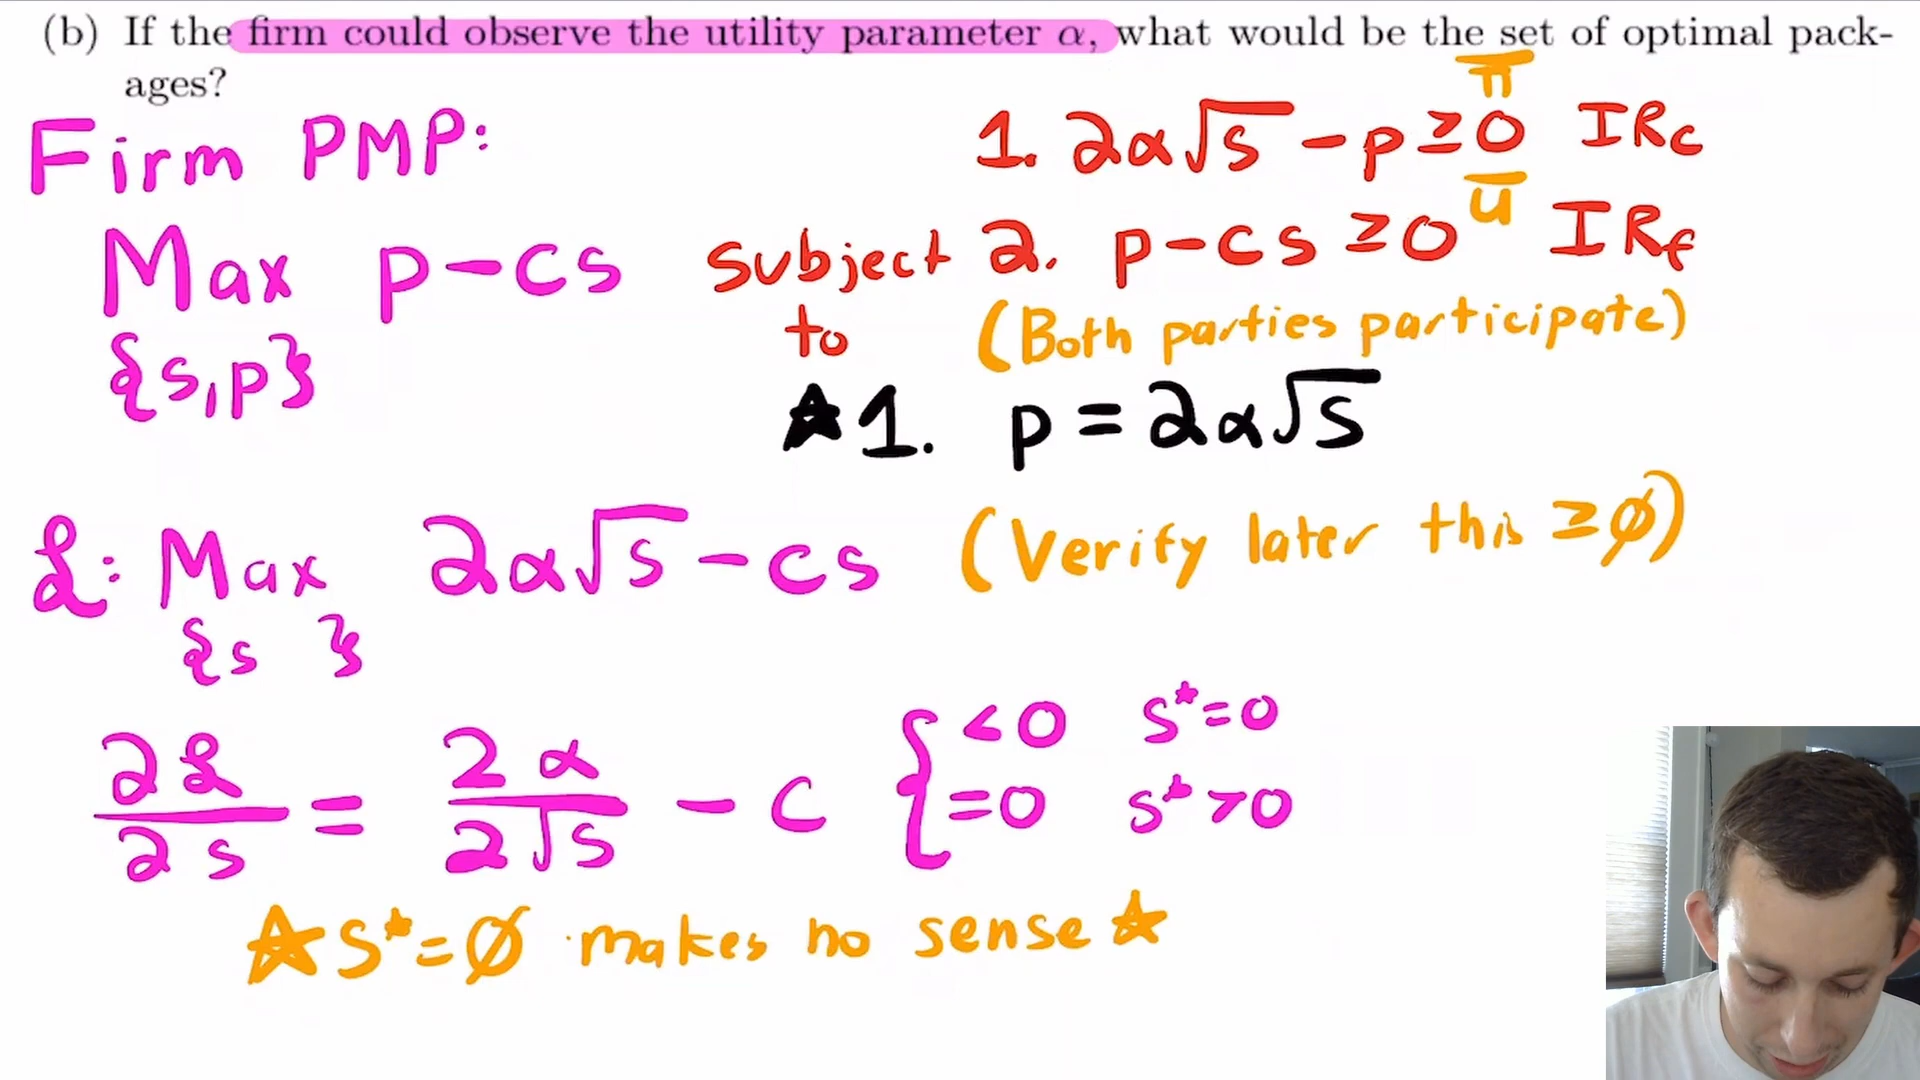 (b) If the firm could observe the utility parameter α, what would be the set of optimal pack-
ages?
Firm PMP:
Max p-cs
{s,p}
Subject to
π̅
1. 2α√s - p ≥ 0 IRc
u̅
2. p-cs ≥ 0 IRf
(Both parties participate)
★1. p = 2α√s
ℒ: Max 2α√s - cs (Verify later this ≥ ∅)
{s }
∂ℒ/∂s = 2α/2√s - c { <0 s*=0
=0 s*>0
☆ s*=∅ makes no sense ☆